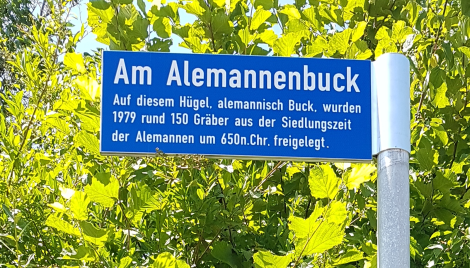 Am Alemannenbuck
Auf diesem Hügel, alemannisch Buck, wurden
1979 rund 150 Gräber aus der Siedlungszeit
der Alemannen um 650n.Chr. freigelegt.